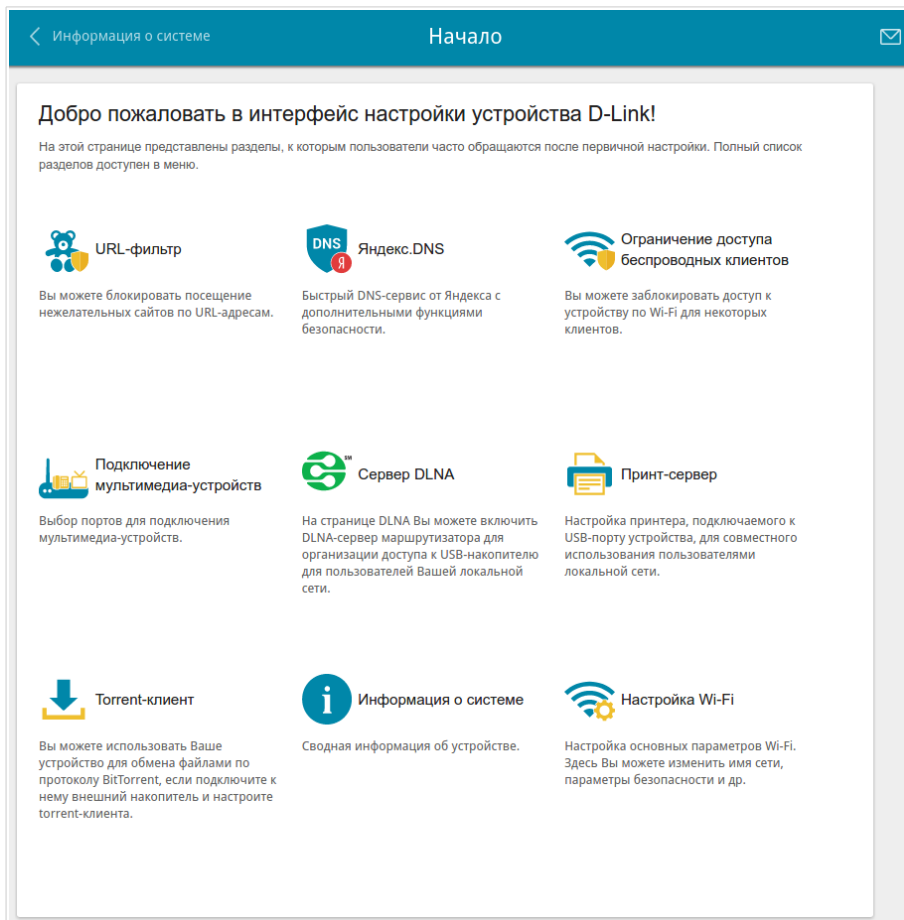 Информация о системе
Начало
Добро пожаловать в интерфейс настройки устройства D-Link!
На этой странице представлены разделы, к которым пользователи часто обращаются после первичной настройки. Полный список
разделов доступен в меню.
URL-фильтр
Вы можете блокировать посещение
нежелательных сайтов по URL-адресам.
DNS
Я
Яндекс.DNS
Быстрый DNS-сервис от Яндекса с
дополнительными функциями
безопасности.
Ограничение доступа
беспроводных клиентов
Вы можете заблокировать доступ к
устройству по Wi-Fi для некоторых
клиентов.
Подключение
мультимедиа-устройств
Выбор портов для подключения
мультимедиа-устройств.
SM
Сервер DLNA
На странице DLNA Вы можете включить
DLNA-сервер маршрутизатора для
организации доступа к USB-накопителю
для пользователей Вашей локальной
сети.
Принт-сервер
Настройка принтера, подключаемого к
USB-порту устройства, для совместного
использования пользователями
локальной сети.
Torrent-клиент
Вы можете использовать Ваше
устройство для обмена файлами по
протоколу BitTorrent, если подключите к
нему внешний накопитель и настроите
torrent-клиента.
i
Информация о системе
Сводная информация об устройстве.
Настройка Wi-Fi
Настройка основных параметров Wi-Fi.
Здесь Вы можете изменить имя сети,
параметры безопасности и др.